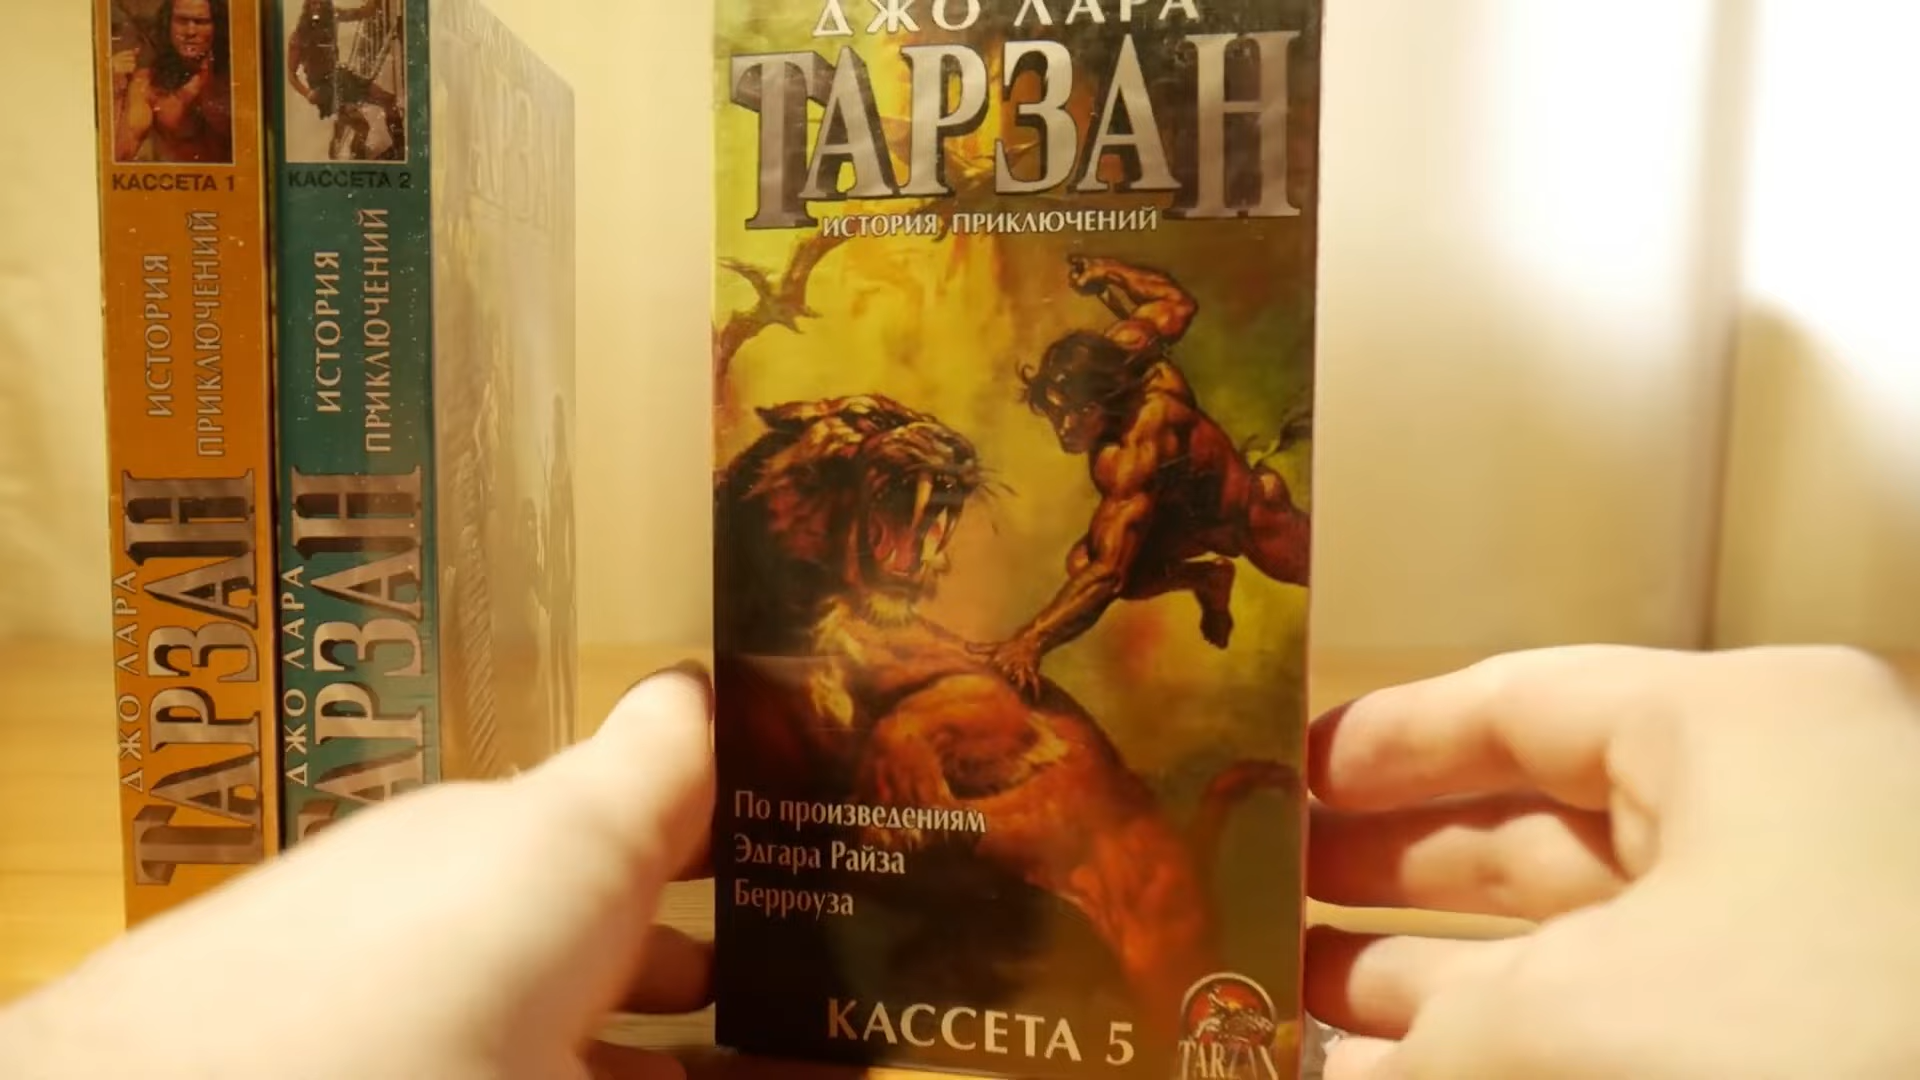 КАССЕТА 1
ИСТОРИЯ
ПРИКЛЮЧЕНИЙ
ДЖО ЛАРА
ТАРЗАН
КАССЕТА 2
ИСТОРИЯ
ПРИКЛЮЧЕНИЙ
ДЖО ЛАРА
ТАРЗАН
ТАРЗАН
ДЖО ЛАРА
ТАРЗАН
ИСТОРИЯ ПРИКЛЮЧЕНИЙ
По произведениям
Эдгара Райза
Берроуза
КАССЕТА 5
TARZAN